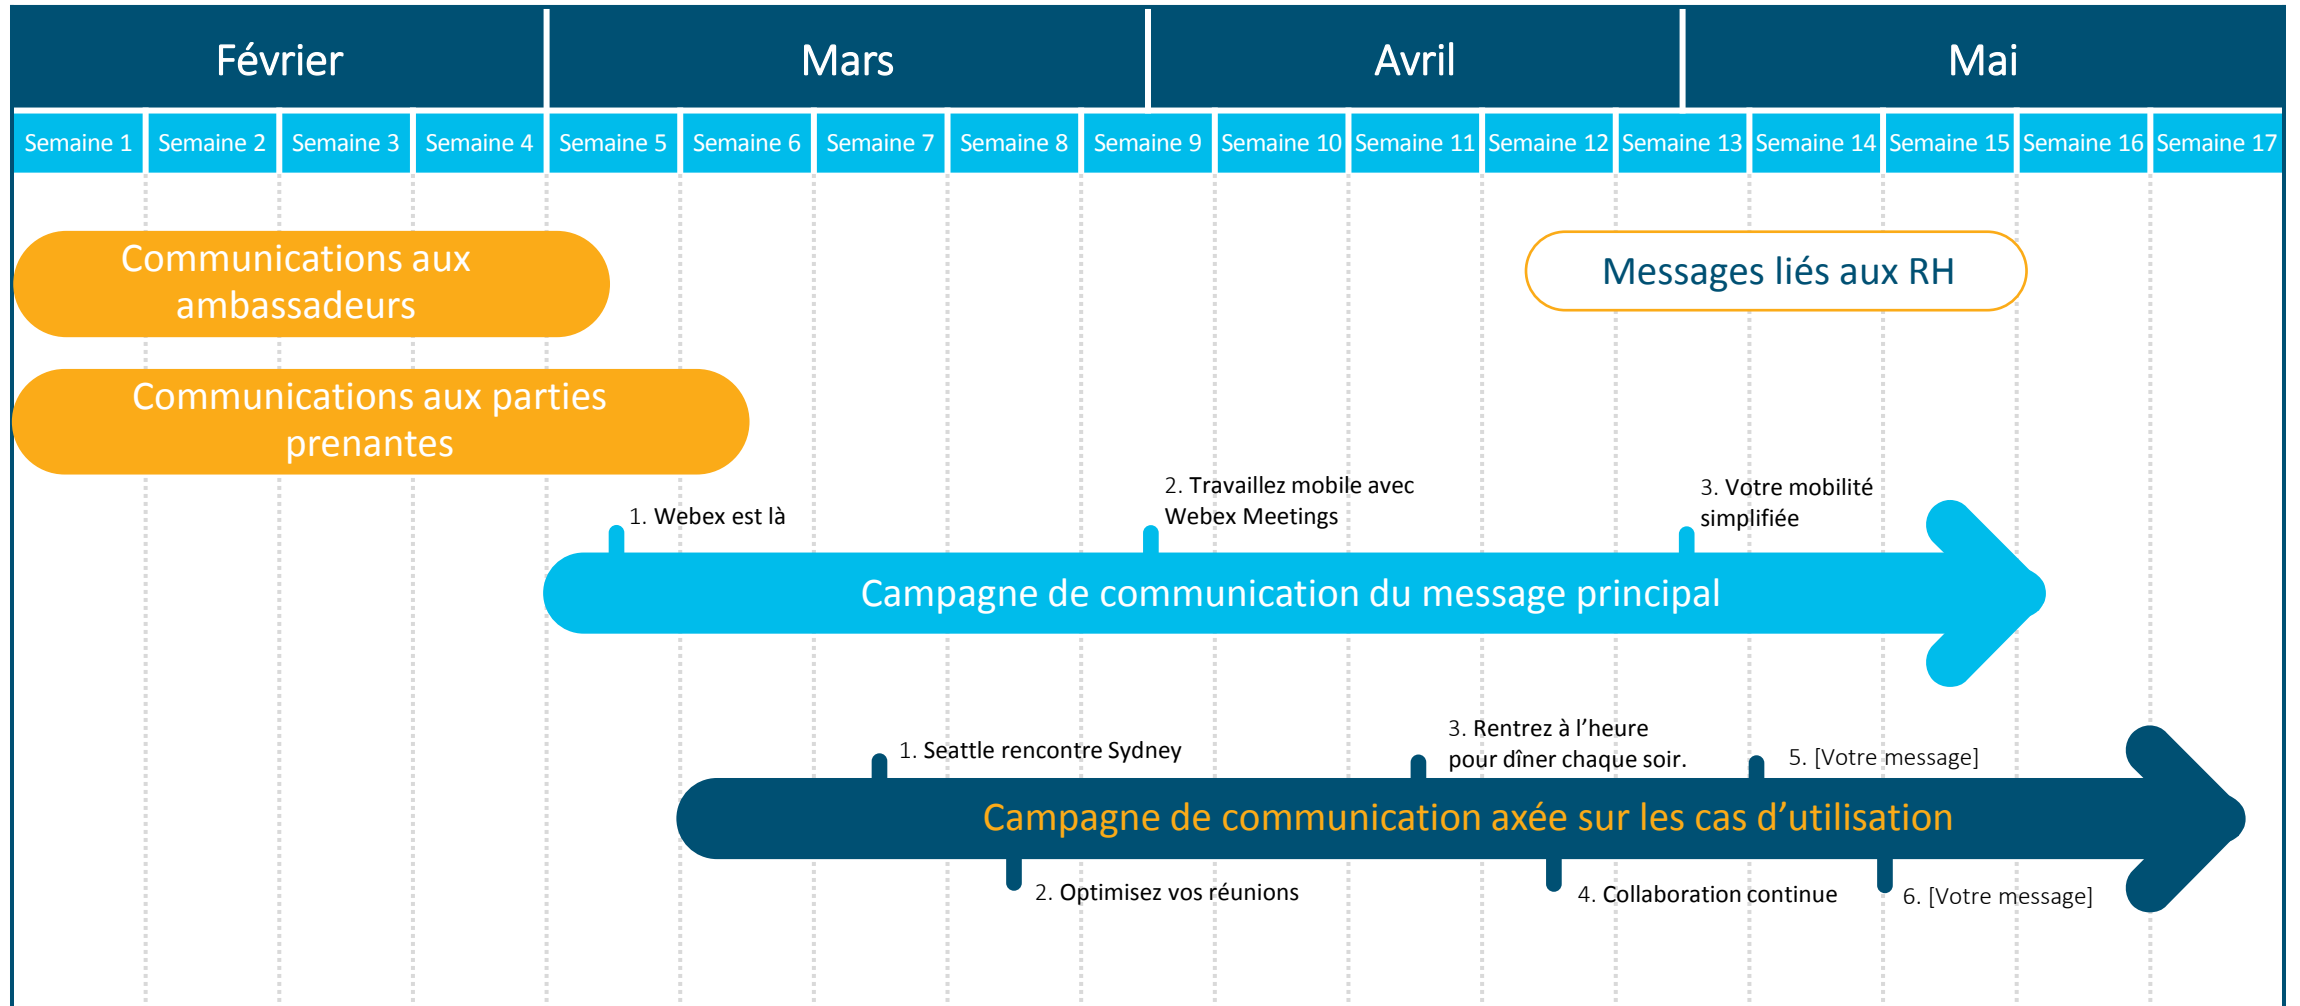 Février
Mars
Avril
Mai
Semaine 1
Semaine 2
Semaine 3
Semaine 4
Semaine 5
Semaine 6
Semaine 7
Semaine 8
Semaine 9
Semaine 10
Semaine 11
Semaine 12
Semaine 13
Semaine 14
Semaine 15
Semaine 16
Semaine 17
Communications aux
ambassadeurs
Messages liés aux RH
Communications aux parties
prenantes
1. Webex est là
2. Travaillez mobile avec
Webex Meetings
3. Votre mobilité
simplifiée
Campagne de communication du message principal
1. Seattle rencontre Sydney
3. Rentrez à l’heure
pour dîner chaque soir.
5. [Votre message]
Campagne de communication axée sur les cas d’utilisation
2. Optimisez vos réunions
4. Collaboration continue
6. [Votre message]